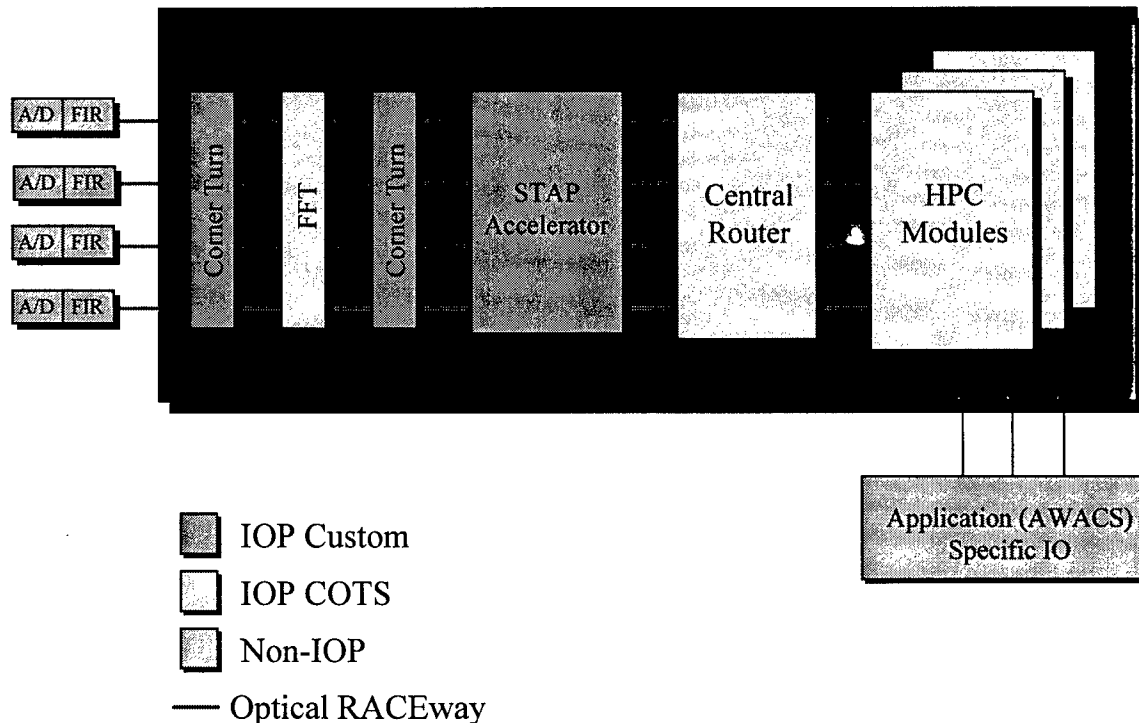 A/D FIR
A/D FIR
A/D FIR
A/D FIR
Corner Turn
FFT
Corner Turn
STAP
Accelerator
Central
Router
HPC
Modules
Application (AWACS)
Specific IO
IOP Custom
IOP COTS
Non-IOP
Optical RACEway